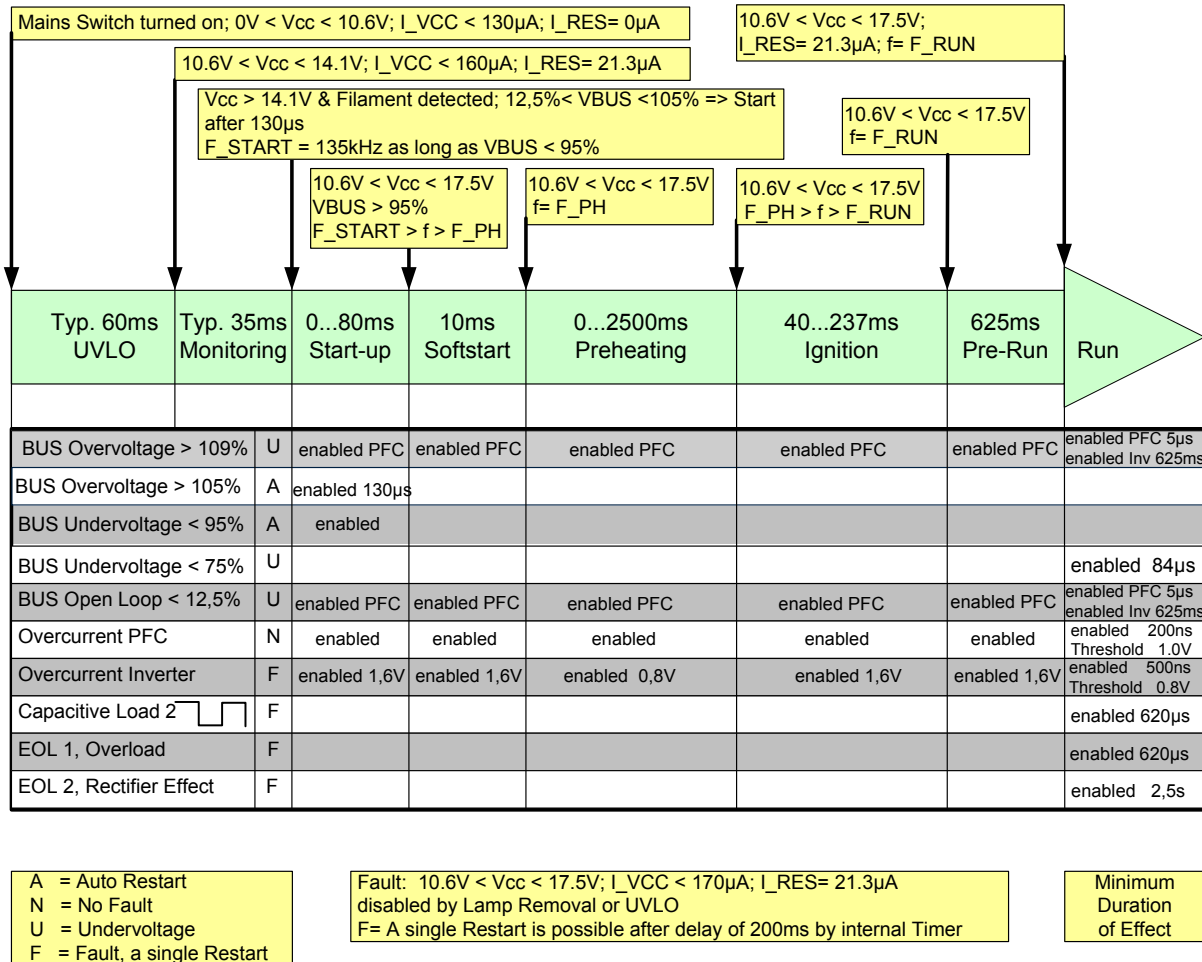 Mains Switch turned on; 0V < Vcc < 10.6V; I_VCC < 130µA; I_RES= 0µA
10.6V < Vcc < 17.5V;
I_RES= 21.3µA; f= F_RUN
10.6V < Vcc < 14.1V; I_VCC < 160µA; I_RES= 21.3µA
Vcc > 14.1V & Filament detected; 12,5%< VBUS <105% => Start
after 130µs
F_START = 135kHz as long as VBUS < 95%
10.6V < Vcc < 17.5V
f= F_RUN
10.6V < Vcc < 17.5V
VBUS > 95%
F_START > f > F_PH
10.6V < Vcc < 17.5V
f= F_PH
10.6V < Vcc < 17.5V
F_PH > f > F_RUN
Typ. 60ms
UVLO
Typ. 35ms
Monitoring
0...80ms
Start-up
10ms
Softstart
0...2500ms
Preheating
40...237ms
Ignition
625ms
Pre-Run
Run
BUS Overvoltage > 109% U enabled PFC enabled PFC enabled PFC enabled PFC enabled PFC enabled PFC 5µs
enabled Inv 625ms
BUS Overvoltage > 105% A enabled 130µs
BUS Undervoltage < 95% A enabled
BUS Undervoltage < 75% U enabled 84µs
BUS Open Loop < 12,5% U enabled PFC enabled PFC enabled PFC enabled PFC enabled PFC enabled PFC 5µs
enabled Inv 625ms
Overcurrent PFC N enabled enabled enabled enabled enabled enabled 200ns
Threshold 1.0V
Overcurrent Inverter F enabled 1,6V enabled 1,6V enabled 0,8V enabled 1,6V enabled 1,6V enabled 500ns
Threshold 0.8V
Capacitive Load 2 F enabled 620µs
EOL 1, Overload F enabled 620µs
EOL 2, Rectifier Effect F enabled 2,5s
A = Auto Restart
N = No Fault
U = Undervoltage
F = Fault, a single Restart
Fault: 10.6V < Vcc < 17.5V; I_VCC < 170µA; I_RES= 21.3µA
disabled by Lamp Removal or UVLO
F= A single Restart is possible after delay of 200ms by internal Timer
Minimum
Duration
of Effect